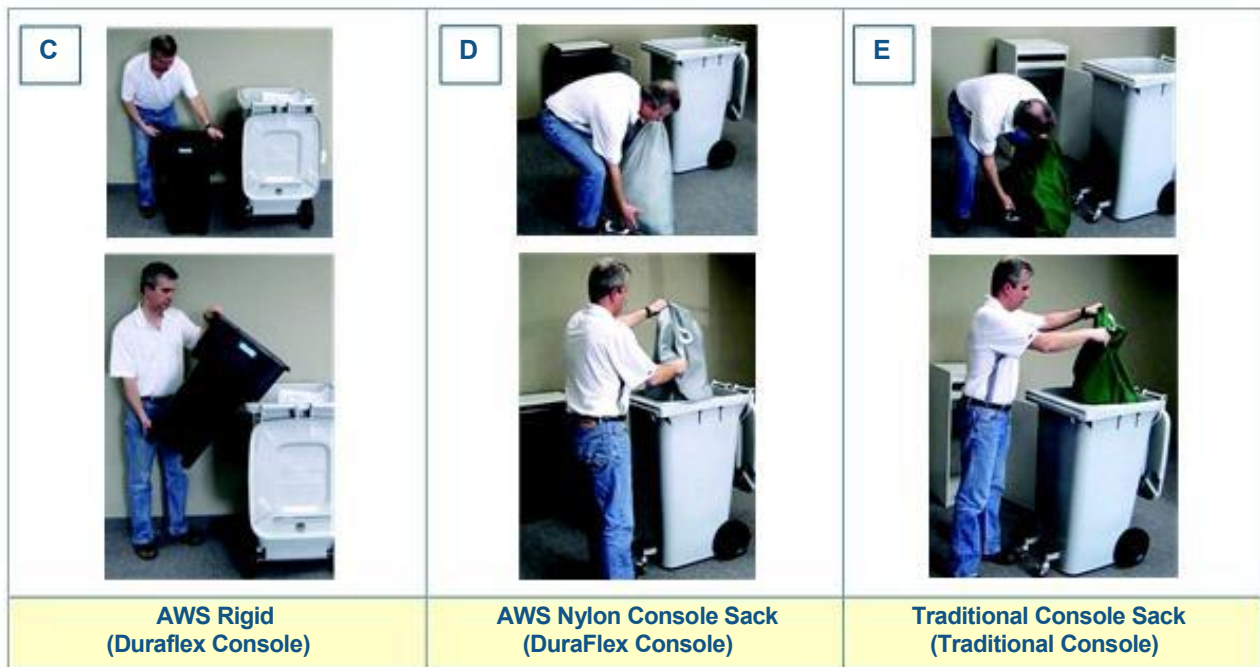 C
D
E
AWS Rigid
(Duraflex Console)
AWS Nylon Console Sack
(DuraFlex Console)
Traditional Console Sack
(Traditional Console)